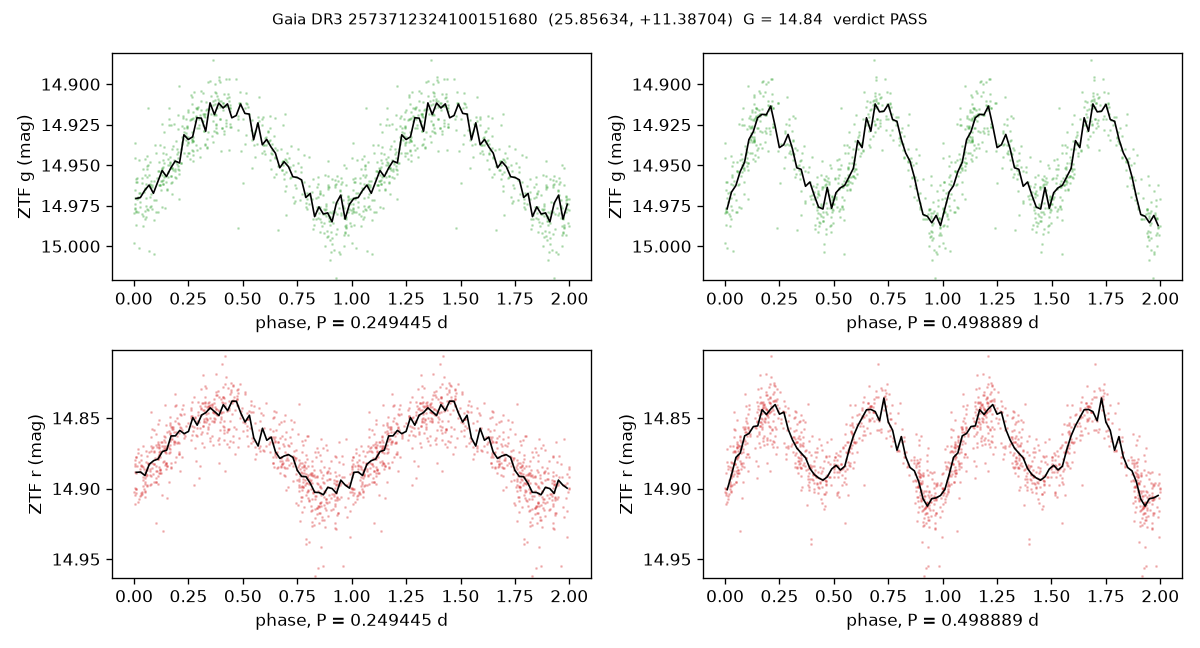 Gaia DR3 2573712324100151680 (25.85634, +11.38704) G = 14.84 verdict PASS
ZTF g (mag)
14.900
14.925
14.950
14.975
15.000
0.00 0.25 0.50 0.75 1.00 1.25 1.50 1.75 2.00
phase, P = 0.249445 d
ZTF g (mag)
14.900
14.925
14.950
14.975
15.000
0.00 0.25 0.50 0.75 1.00 1.25 1.50 1.75 2.00
phase, P = 0.498889 d
ZTF r (mag)
14.85
14.90
14.95
0.00 0.25 0.50 0.75 1.00 1.25 1.50 1.75 2.00
phase, P = 0.249445 d
ZTF r (mag)
14.85
14.90
14.95
0.00 0.25 0.50 0.75 1.00 1.25 1.50 1.75 2.00
phase, P = 0.498889 d